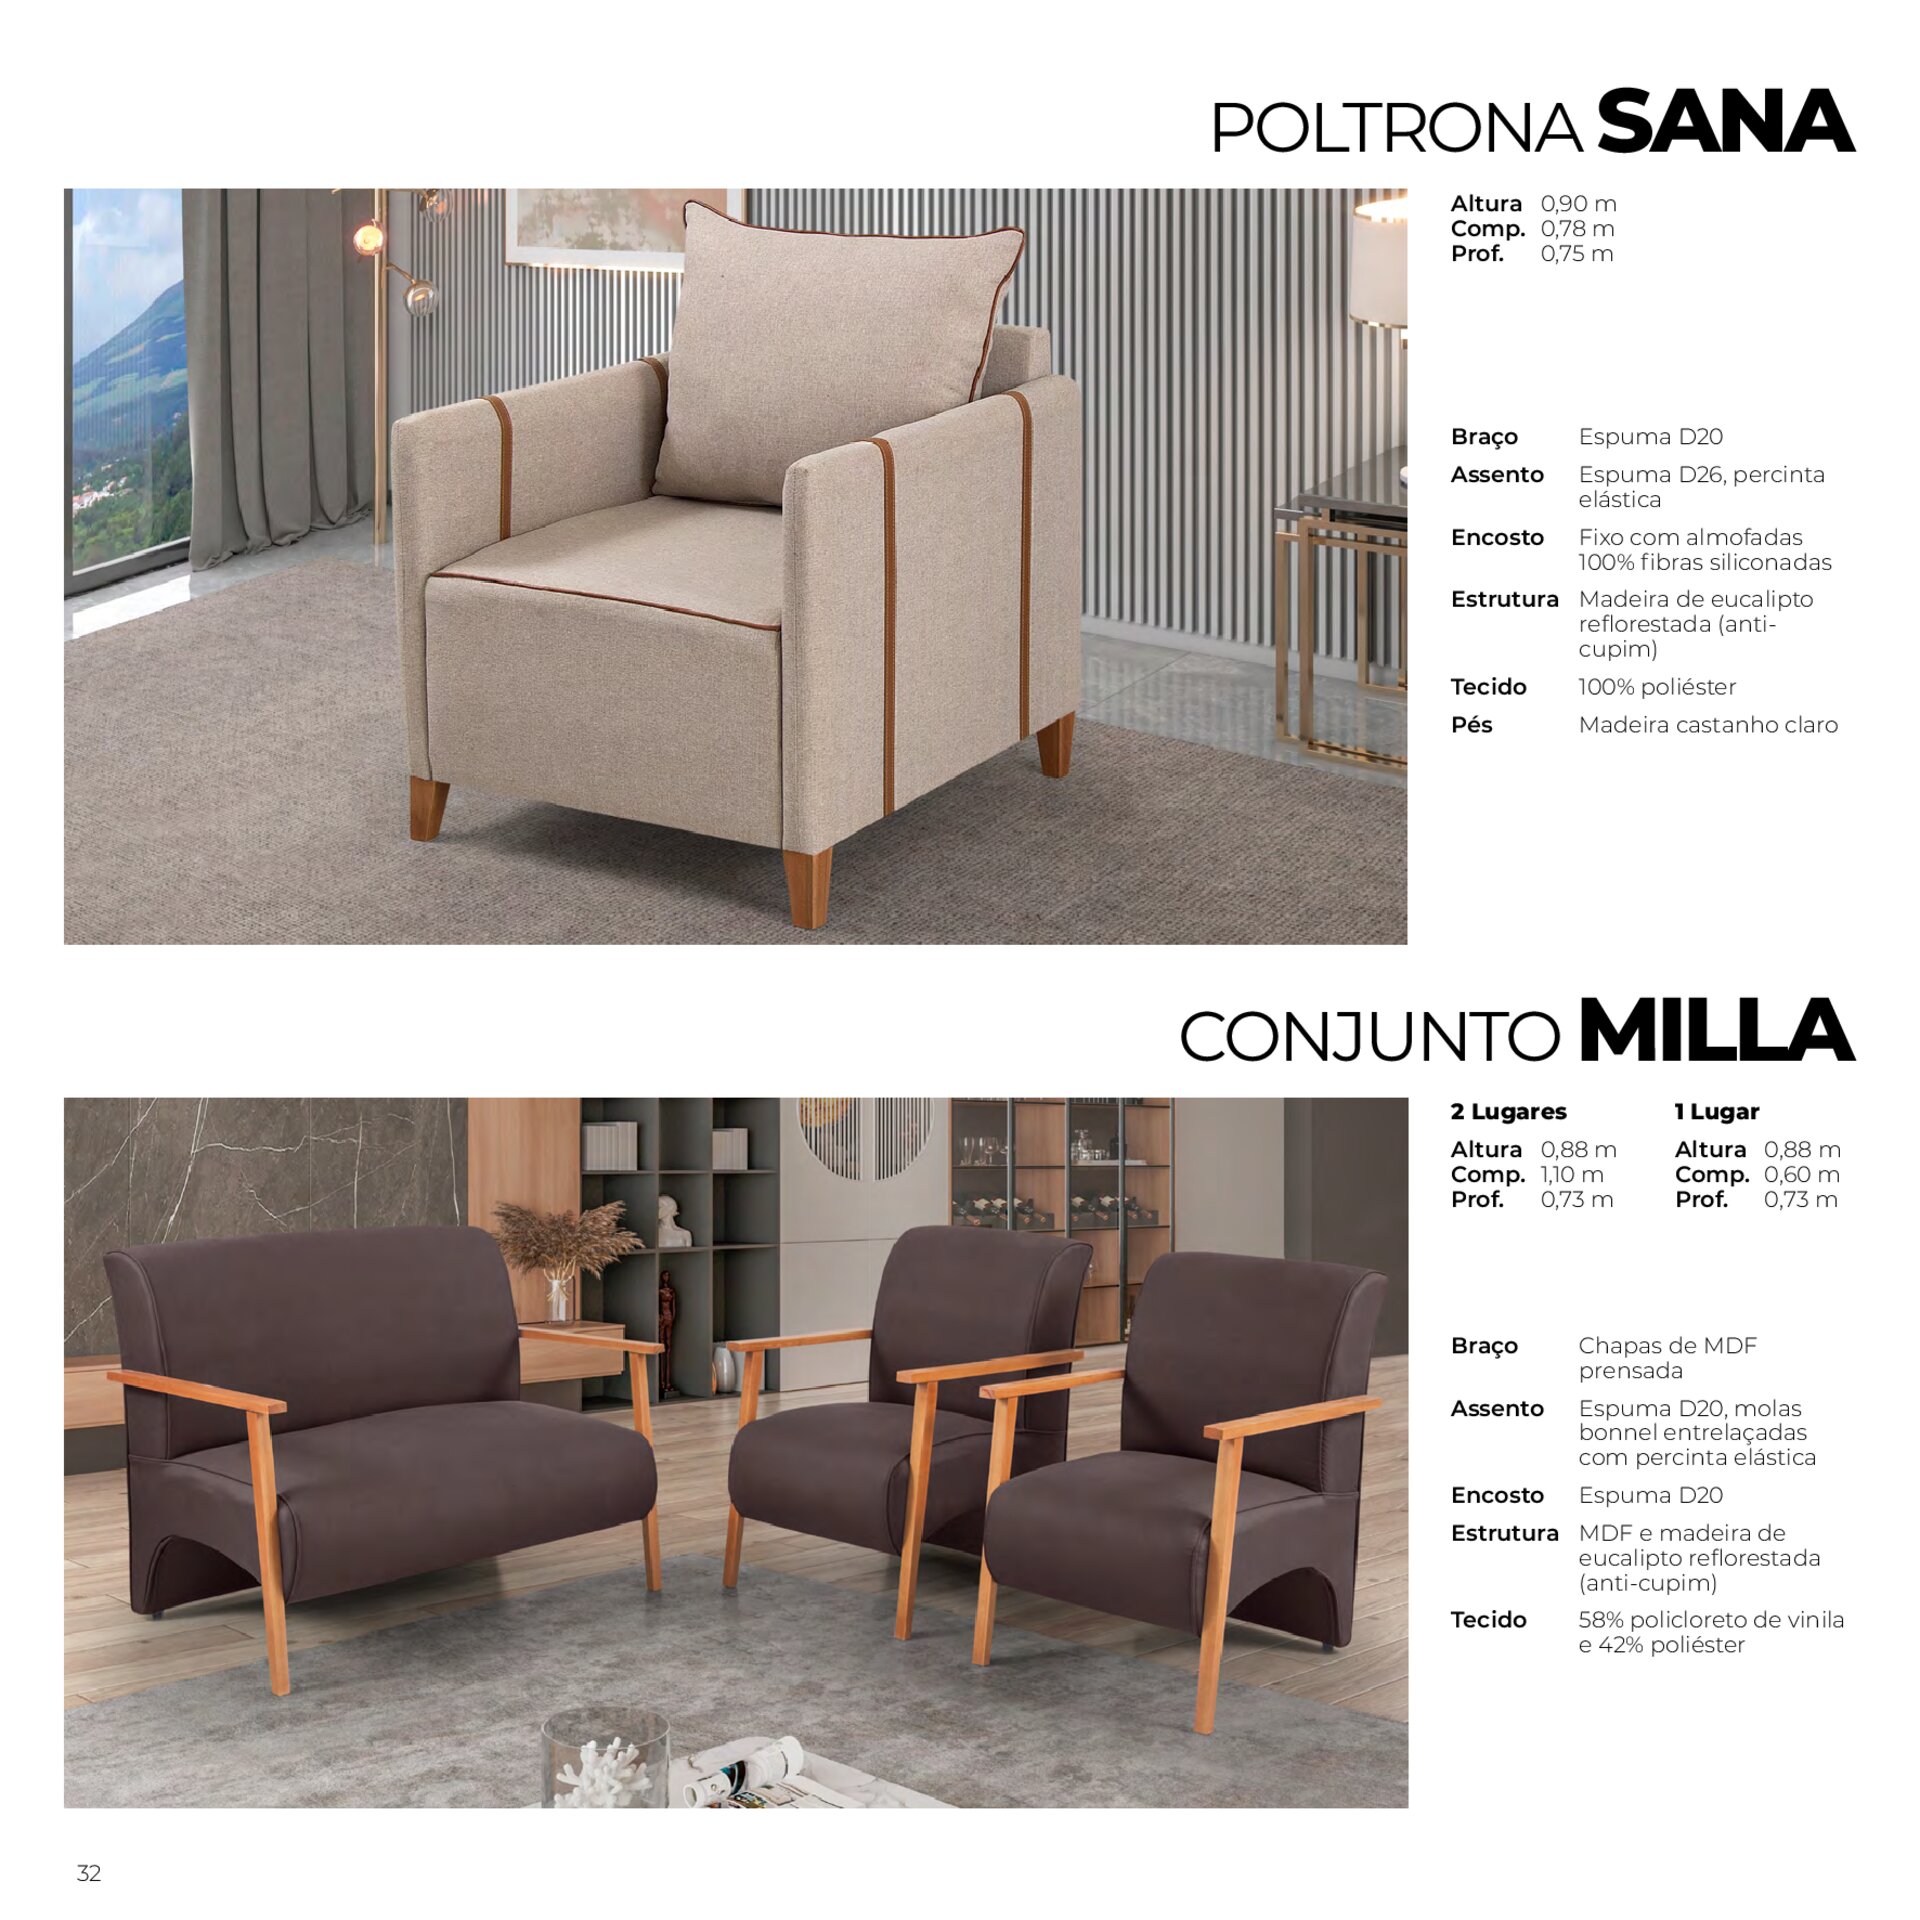 POLTRONA SANA
Altura 0,90 m
Comp. 0,78 m
Prof. 0,75 m
Braço Espuma D20
Assento Espuma D26, percinta
elástica
Encosto Fixo com almofadas
100% fibras siliconadas
Estrutura Madeira de eucalipto
reflorestada (anti-
cupim)
Tecido 100% poliéster
Pés Madeira castanho claro
CONJUNTO MILLA
2 Lugares
Altura 0,88 m
Comp. 1,10 m
Prof. 0,73 m
1 Lugar
Altura 0,88 m
Comp. 0,60 m
Prof. 0,73 m
Braço Chapas de MDF
prensada
Assento Espuma D20, molas
bonnel entrelaçadas
com percinta elástica
Encosto Espuma D20
Estrutura MDF e madeira de
eucalipto reflorestada
(anti-cupim)
Tecido 58% policloreto de vinila
e 42% poliéster
32